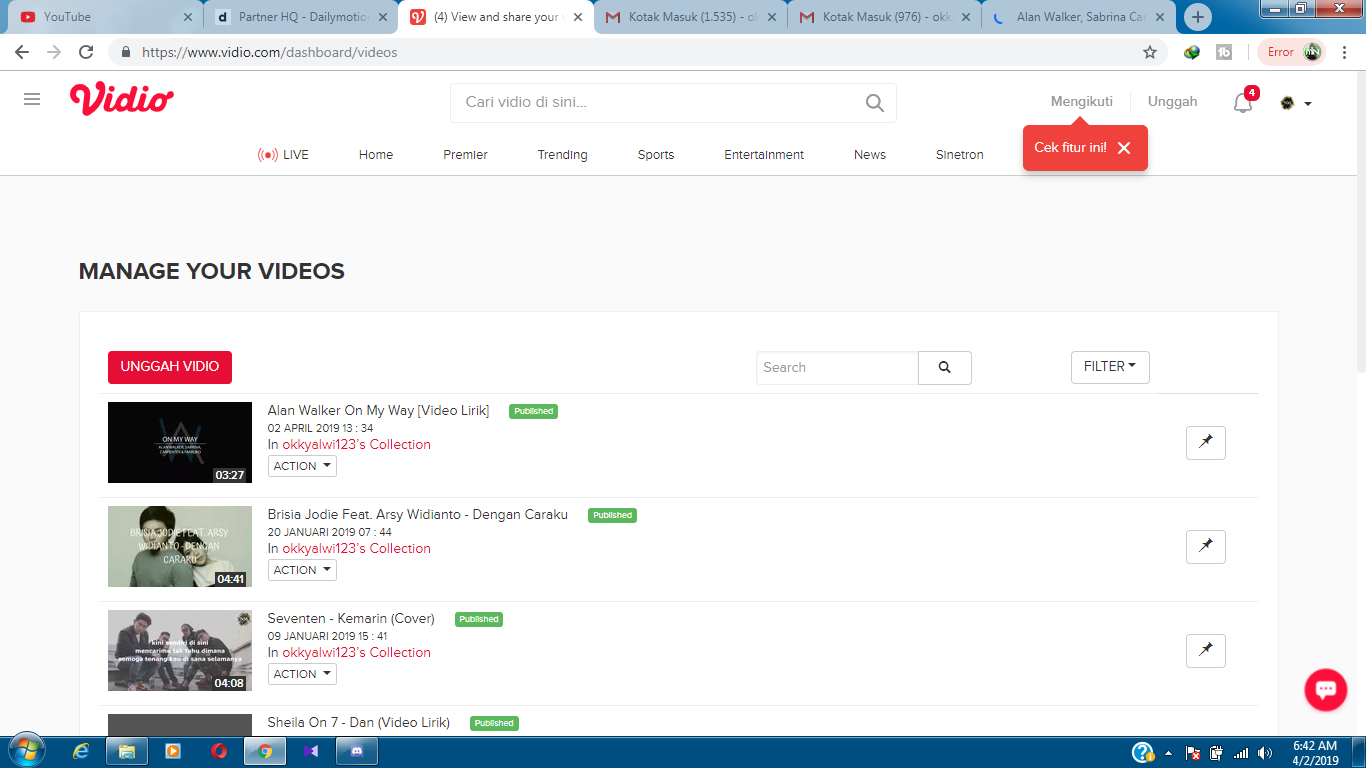 YouTube
Partner HQ - Dailymotion
(4) View and share your v
Kotak Masuk (1.535) - ok
Kotak Masuk (976) - okk
Alan Walker, Sabrina Car
https://www.vidio.com/dashboard/videos
Error
Vidio
Cari vidio di sini...
Mengikuti
Unggah
4
Cek fitur ini!
LIVE
Home
Premier
Trending
Sports
Entertainment
News
Sinetron
MANAGE YOUR VIDEOS
UNGGAH VIDIO
Search
FILTER
ON MY WAY
ALAN WALKER, SABRINA,
CARPENTER & FARRUKO
03:27
Alan Walker On My Way [Video Lirik]
Published
02 APRIL 2019 13 : 34
In okkyalwi123's Collection
ACTION
BRISIA JODIE FEAT. ARSY
WIDIANTO - DENGAN
CARAKU
04:41
Brisia Jodie Feat. Arsy Widianto - Dengan Caraku
Published
20 JANUARI 2019 07 : 44
In okkyalwi123's Collection
ACTION
kini sendiri di sini
mencarimu tak tahu dimana
semoga tenang kau di sana selamanya
04:08
Seventen - Kemarin (Cover)
Published
09 JANUARI 2019 15 : 41
In okkyalwi123's Collection
ACTION
Sheila On 7 - Dan (Video Lirik)
Published
6:42 AM
4/2/2019